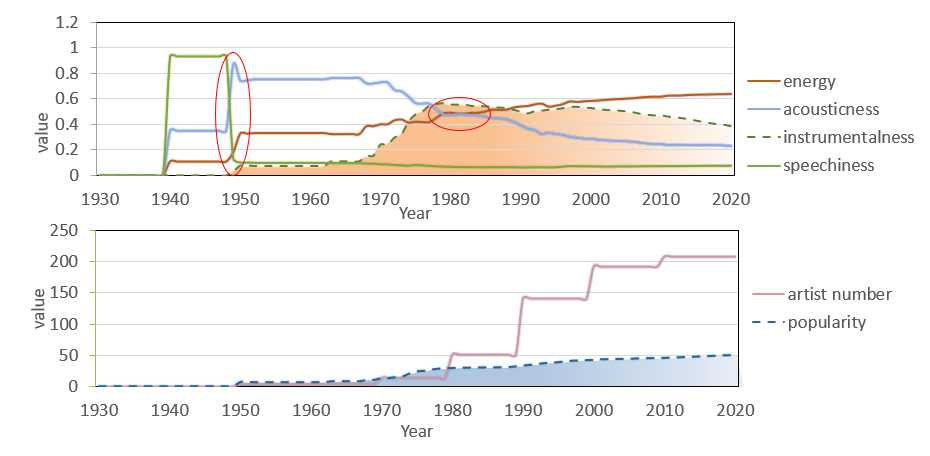 1.2
1
0.8
0.6
0.4
0.2
0
value
1930 1940 1950 1960 1970 1980 1990 2000 2010 2020
Year
energy
acousticness
instrumentalness
speechiness
250
200
150
100
50
0
value
1930 1940 1950 1960 1970 1980 1990 2000 2010 2020
Year
artist number
popularity